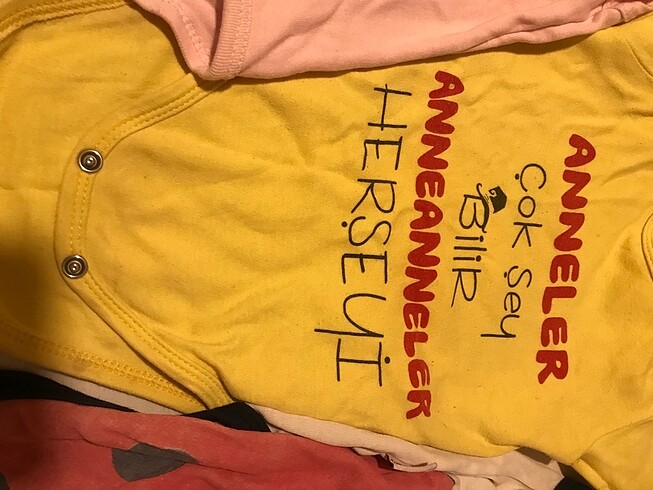 ANNELER
Çok Şey
BiliR
ANNEANNELER
HERŞEYİ